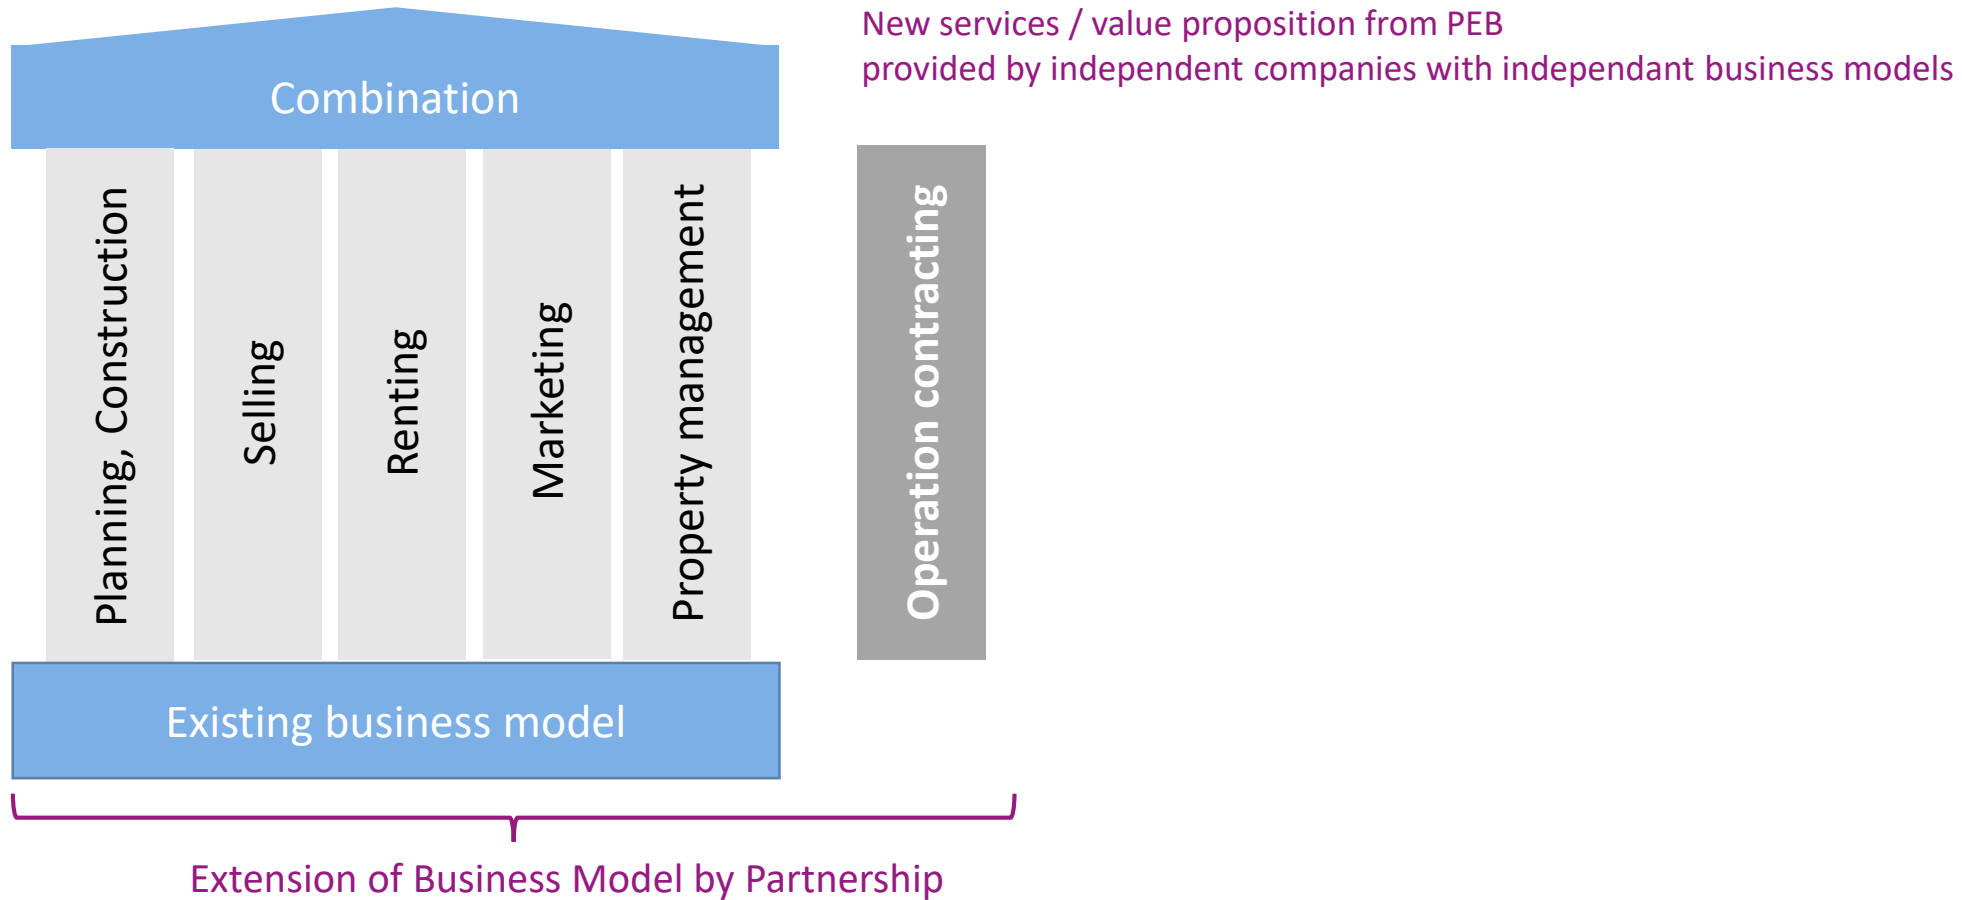 New services / value proposition from PEB
provided by independent companies with independant business models
Combination
Planning, Construction
Selling
Renting
Marketing
Property management
Operation contracting
Existing business model
Extension of Business Model by Partnership